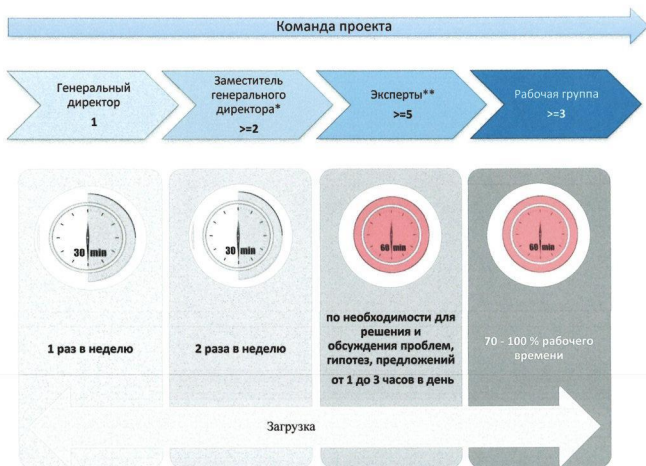 Команда проекта
Генеральный
директор
1
Заместитель
генерального
директора*
>=2
Эксперты**
>=5
Рабочая группа
>=3
30 min
30 min
60 min
60 min
1 раз в неделю
2 раза в неделю
по необходимости для
решения и
обсуждения проблем,
гипотез, предложений
от 1 до 3 часов в день
70 - 100 % рабочего
времени
Загрузка